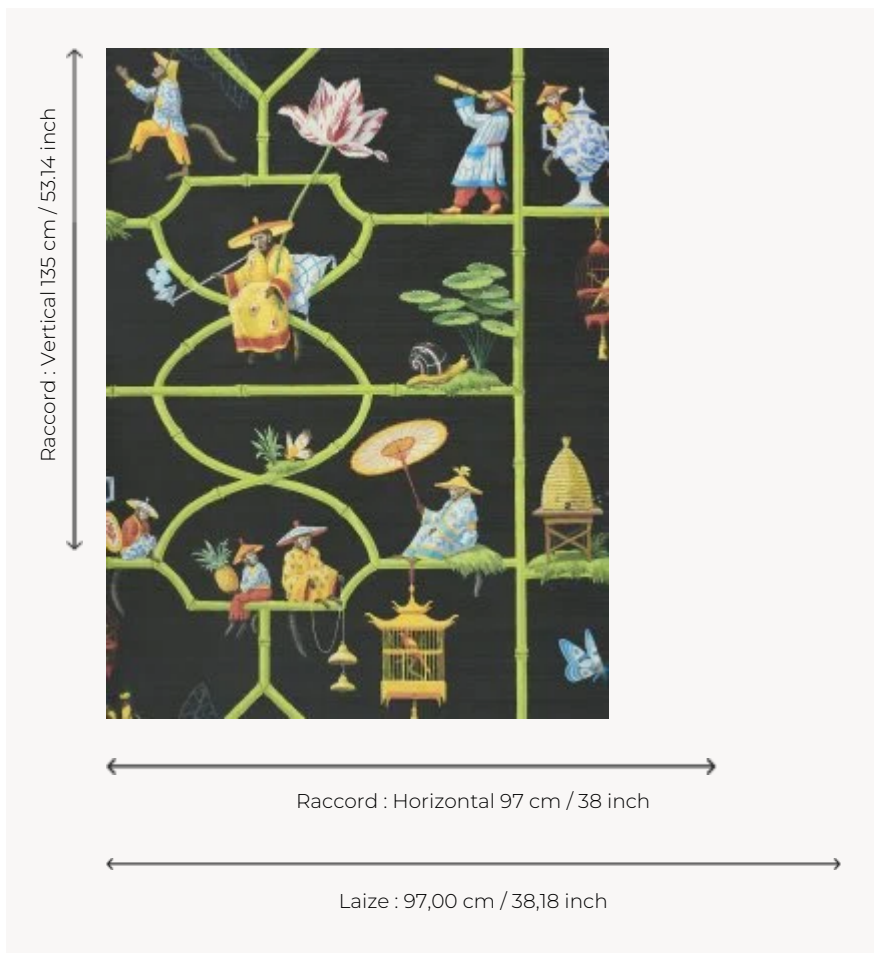 Raccord : Vertical 135 cm / 53.14 inch
Raccord : Horizontal 97 cm / 38 inch
Laize : 97,00 cm / 38,18 inch